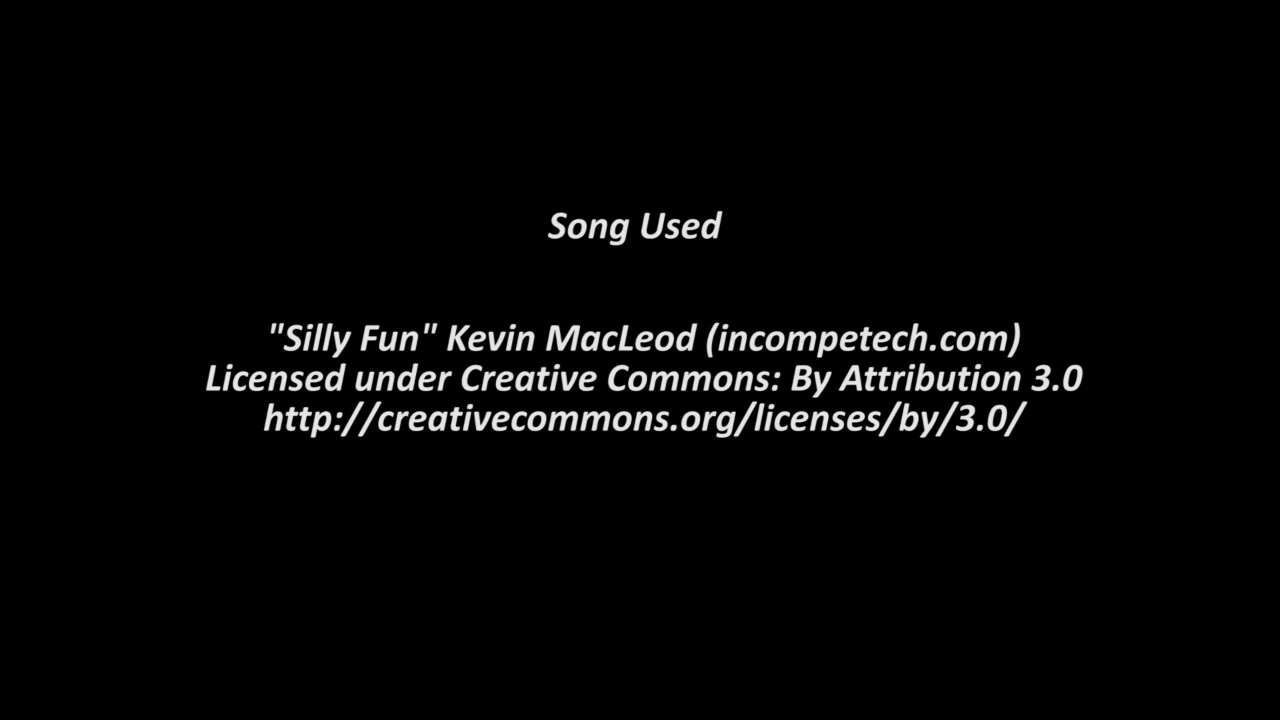 Song Used
"Silly Fun" Kevin MacLeod (incompetech.com)
Licensed under Creative Commons: By Attribution 3.0
http://creativecommons.org/licenses/by/3.0/